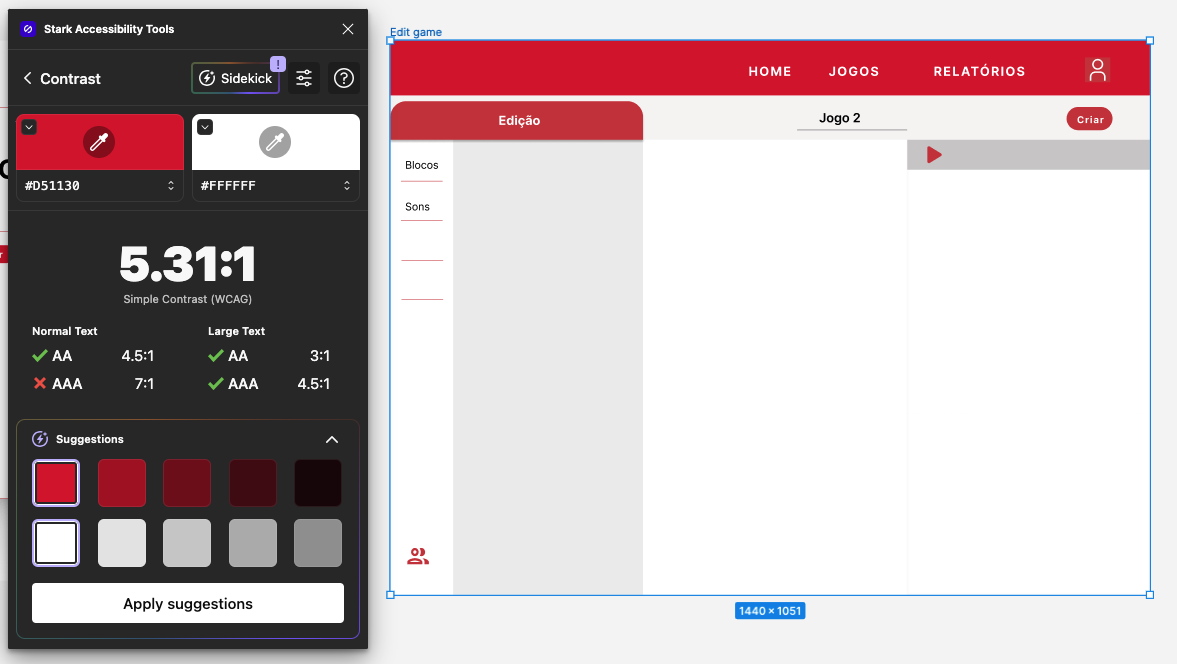 Stark Accessibility Tools
Contrast
Sidekick
!
?
#D51130
#FFFFFF
5.31:1
Simple Contrast (WCAG)
Normal Text
Large Text
AA 4.5:1
AA 3:1
AAA 7:1
AAA 4.5:1
Suggestions
Apply suggestions
Edit game
HOME JOGOS RELATÓRIOS
Edição
Jogo 2
Criar
Blocos
Sons
1440 × 1051